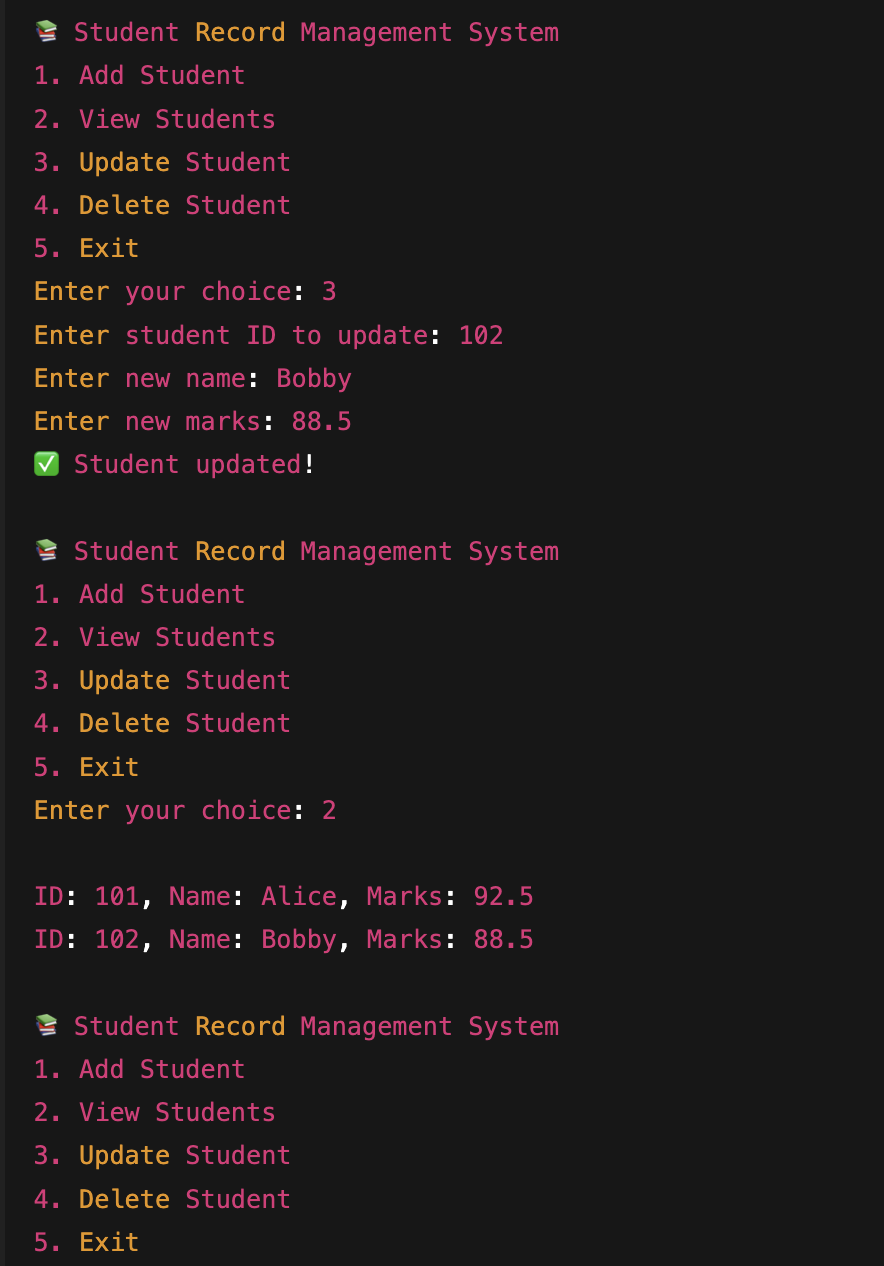 📚 Student Record Management System
1. Add Student
2. View Students
3. Update Student
4. Delete Student
5. Exit
Enter your choice: 3
Enter student ID to update: 102
Enter new name: Bobby
Enter new marks: 88.5
✅ Student updated!
📚 Student Record Management System
1. Add Student
2. View Students
3. Update Student
4. Delete Student
5. Exit
Enter your choice: 2
ID: 101, Name: Alice, Marks: 92.5
ID: 102, Name: Bobby, Marks: 88.5
📚 Student Record Management System
1. Add Student
2. View Students
3. Update Student
4. Delete Student
5. Exit